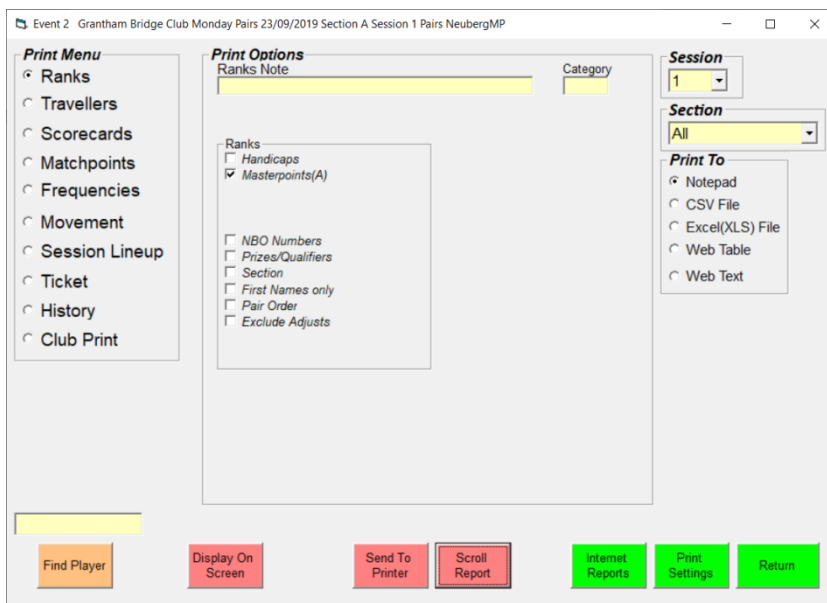 Event 2 Grantham Bridge Club Monday Pairs 23/09/2019 Section A Session 1 Pairs NeubergMP
Print Menu
Ranks
Travellers
Scorecards
Matchpoints
Frequencies
Movement
Session Lineup
Ticket
History
Club Print
Print Options
Ranks Note
Category
Ranks
Handicaps
Masterpoints(A)
NBO Numbers
Prizes/Qualifiers
Section
First Names only
Pair Order
Exclude Adjusts
Session
1
Section
All
Print To
Notepad
CSV File
Excel(XLS) File
Web Table
Web Text
Find Player
Display On
Screen
Send To
Printer
Scroll
Report
Internet
Reports
Print
Settings
Return